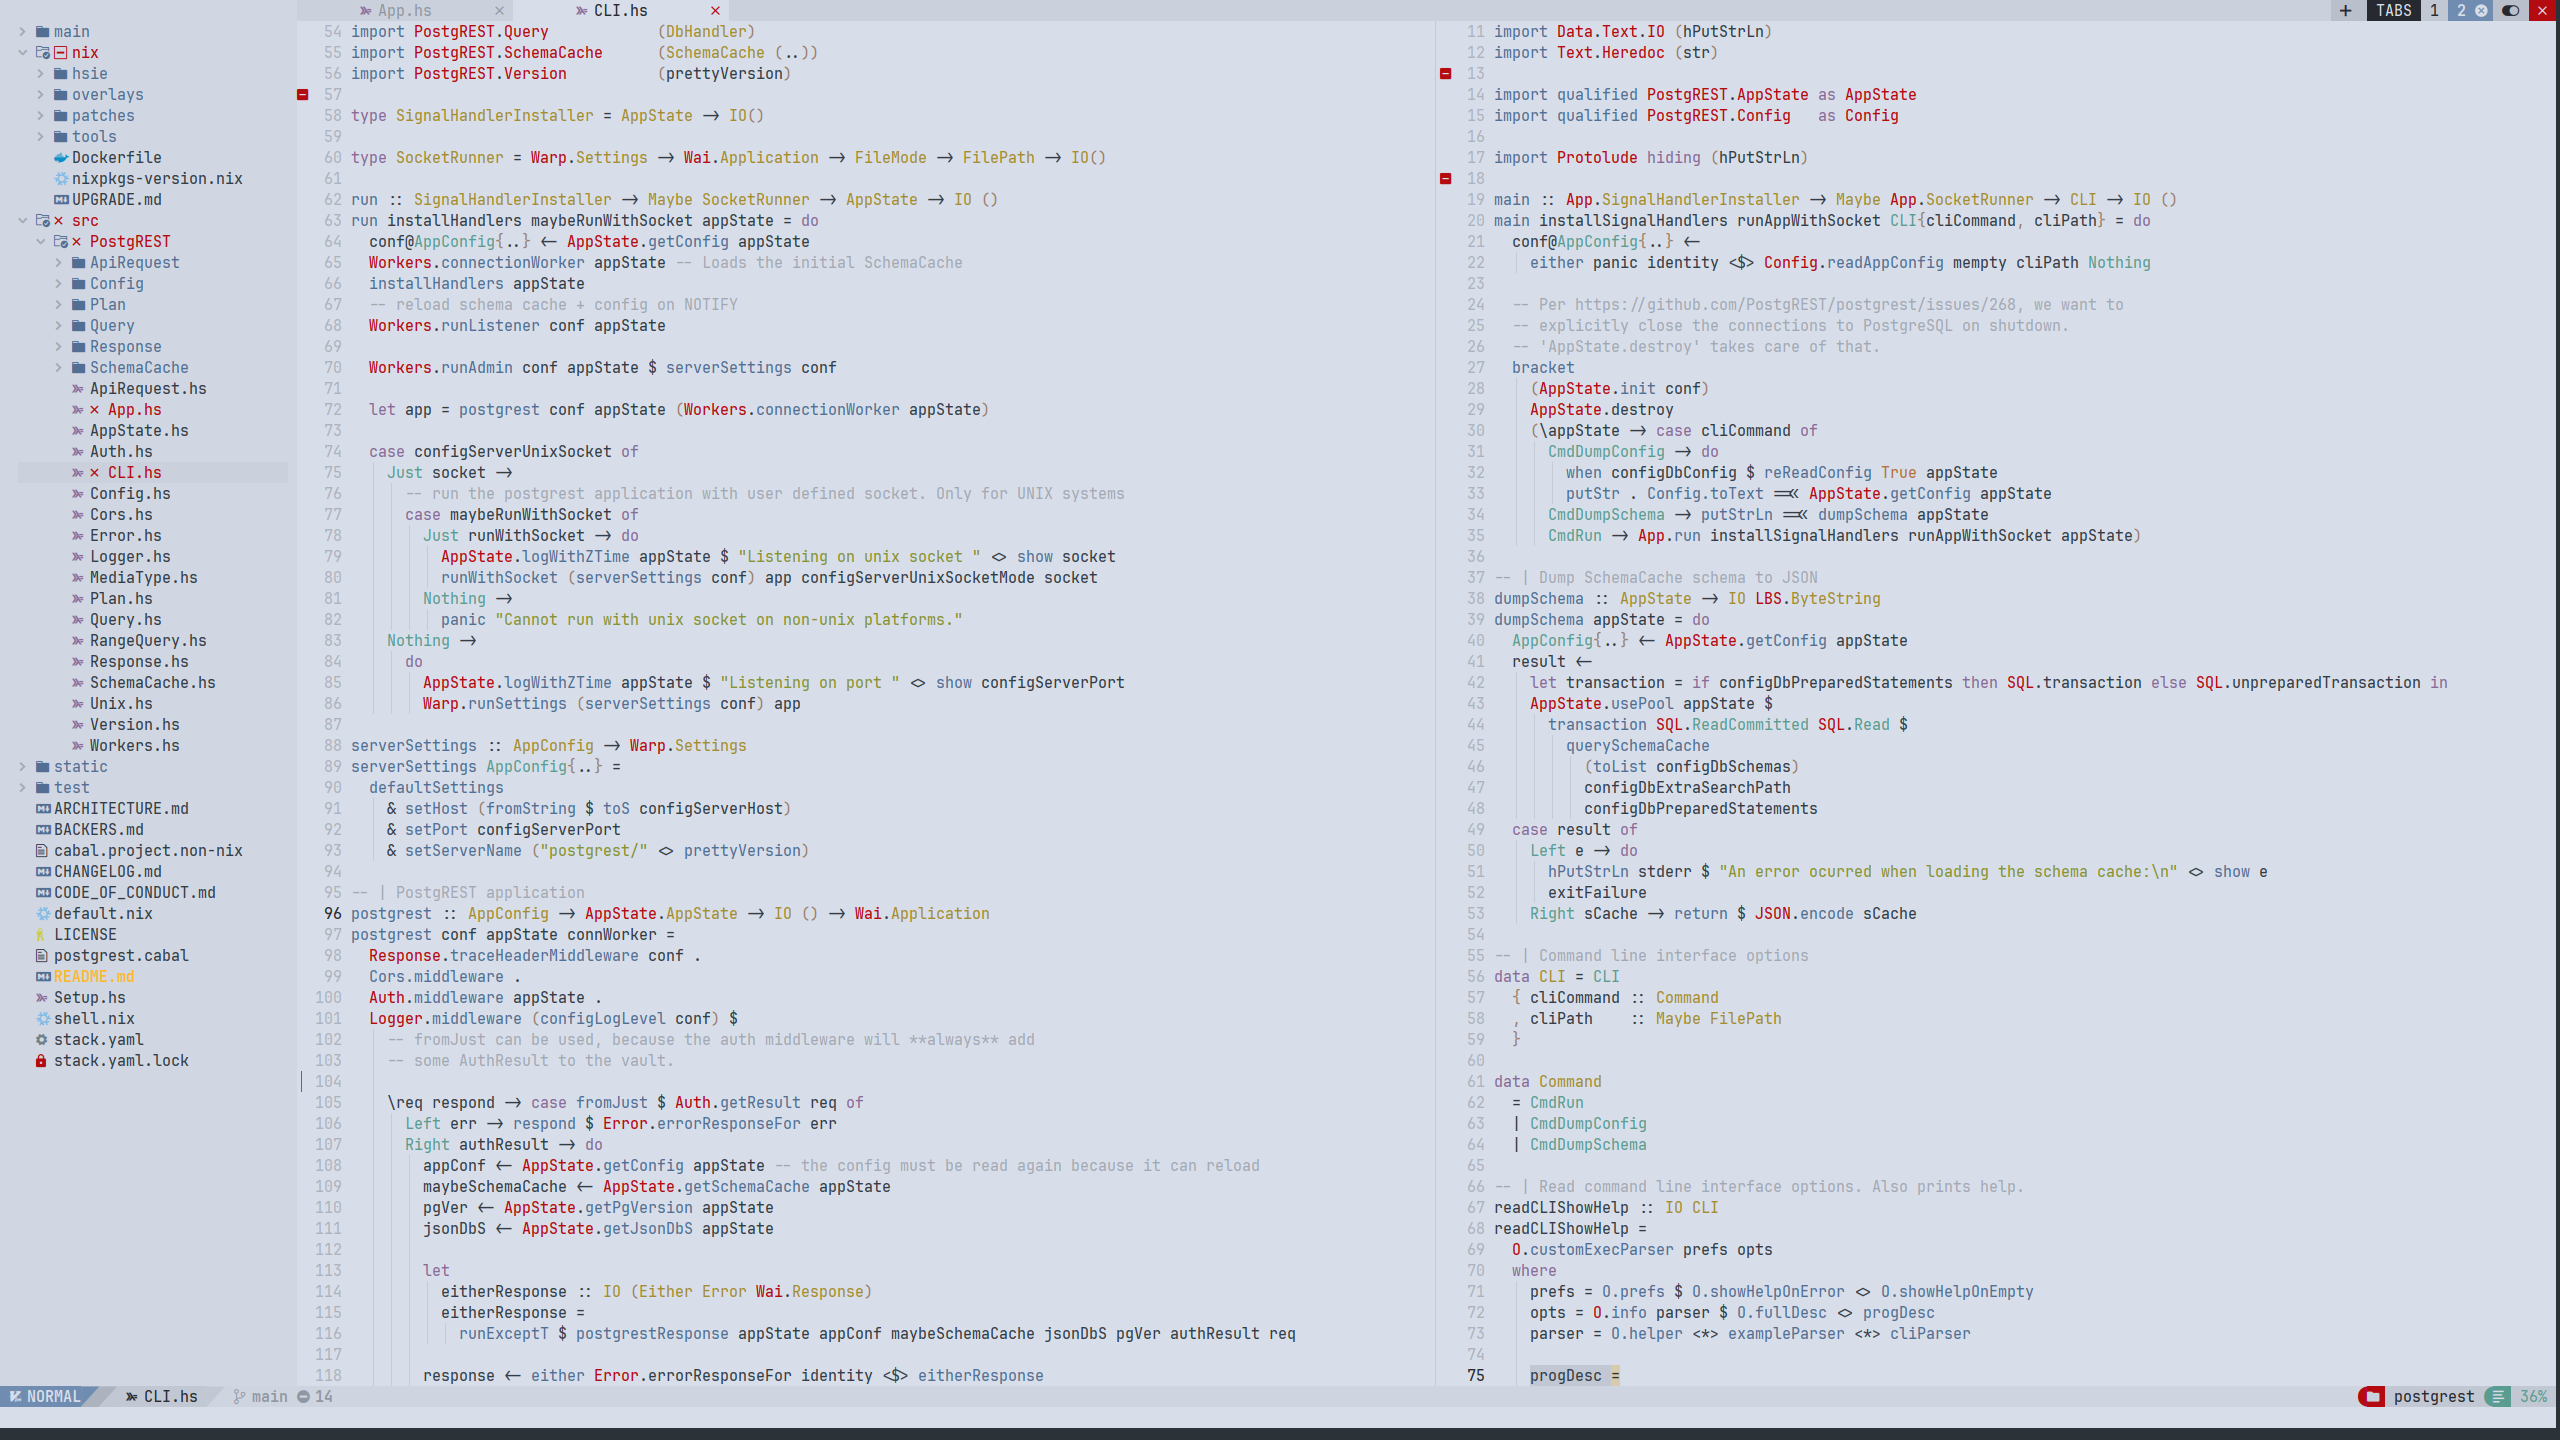 App.hs
CLI.hs
TABS 1 2
main
nix
hsie
overlays
patches
tools
Dockerfile
nixpkgs-version.nix
UPGRADE.md
src
PostgREST
ApiRequest
Config
Plan
Query
Response
SchemaCache
ApiRequest.hs
App.hs
AppState.hs
Auth.hs
CLI.hs
Config.hs
Cors.hs
Error.hs
Logger.hs
MediaType.hs
Plan.hs
Query.hs
RangeQuery.hs
Response.hs
SchemaCache.hs
Unix.hs
Version.hs
Workers.hs
static
test
ARCHITECTURE.md
BACKERS.md
cabal.project.non-nix
CHANGELOG.md
CODE_OF_CONDUCT.md
default.nix
LICENSE
postgrest.cabal
README.md
Setup.hs
shell.nix
stack.yaml
stack.yaml.lock
54 import PostgREST.Query            (DbHandler)
55 import PostgREST.SchemaCache      (SchemaCache (..))
56 import PostgREST.Version          (prettyVersion)
57
58 type SignalHandlerInstaller = AppState -> IO()
59
60 type SocketRunner = Warp.Settings -> Wai.Application -> FileMode -> FilePath -> IO()
61
62 run :: SignalHandlerInstaller -> Maybe SocketRunner -> AppState -> IO ()
63 run installHandlers maybeRunWithSocket appState = do
64   conf@AppConfig{..} <- AppState.getConfig appState
65   Workers.connectionWorker appState -- Loads the initial SchemaCache
66   installHandlers appState
67   -- reload schema cache + config on NOTIFY
68   Workers.runListener conf appState
69
70   Workers.runAdmin conf appState $ serverSettings conf
71
72   let app = postgrest conf appState (Workers.connectionWorker appState)
73
74   case configServerUnixSocket of
75     Just socket ->
76       -- run the postgrest application with user defined socket. Only for UNIX systems
77       case maybeRunWithSocket of
78         Just runWithSocket -> do
79           AppState.logWithZTime appState $ "Listening on unix socket " <> show socket
80           runWithSocket (serverSettings conf) app configServerUnixSocketMode socket
81         Nothing ->
82           panic "Cannot run with unix socket on non-unix platforms."
83     Nothing ->
84       do
85         AppState.logWithZTime appState $ "Listening on port " <> show configServerPort
86         Warp.runSettings (serverSettings conf) app
87
88 serverSettings :: AppConfig -> Warp.Settings
89 serverSettings AppConfig{..} =
90   defaultSettings
91     & setHost (fromString $ toS configServerHost)
92     & setPort configServerPort
93     & setServerName ("postgrest/" <> prettyVersion)
94
95 -- | PostgREST application
96 postgrest :: AppConfig -> AppState.AppState -> IO () -> Wai.Application
97 postgrest conf appState connWorker =
98   Response.traceHeaderMiddleware conf .
99   Cors.middleware .
100   Auth.middleware appState .
101   Logger.middleware (configLogLevel conf) $
102     -- fromJust can be used, because the auth middleware will **always** add
103     -- some AuthResult to the vault.
104
105     \req respond -> case fromJust $ Auth.getResult req of
106       Left err -> respond $ Error.errorResponseFor err
107       Right authResult -> do
108         appConf <- AppState.getConfig appState -- the config must be read again because it can reload
109         maybeSchemaCache <- AppState.getSchemaCache appState
110         pgVer <- AppState.getPgVersion appState
111         jsonDbS <- AppState.getJsonDbS appState
112
113         let
114           eitherResponse :: IO (Either Error Wai.Response)
115           eitherResponse =
116             runExceptT $ postgrestResponse appState appConf maybeSchemaCache jsonDbS pgVer authResult req
117
118         response <- either Error.errorResponseFor identity <$> eitherResponse
11 import Data.Text.IO (hPutStrLn)
12 import Text.Heredoc (str)
13
14 import qualified PostgREST.AppState as AppState
15 import qualified PostgREST.Config   as Config
16
17 import Protolude hiding (hPutStrLn)
18
19 main :: App.SignalHandlerInstaller -> Maybe App.SocketRunner -> CLI -> IO ()
20 main installSignalHandlers runAppWithSocket CLI{cliCommand, cliPath} = do
21   conf@AppConfig{..} <-
22     either panic identity <$> Config.readAppConfig mempty cliPath Nothing
23
24   -- Per https://github.com/PostgREST/postgrest/issues/268, we want to
25   -- explicitly close the connections to PostgreSQL on shutdown.
26   -- 'AppState.destroy' takes care of that.
27   bracket
28     (AppState.init conf)
29     AppState.destroy
30     (\appState -> case cliCommand of
31       CmdDumpConfig -> do
32         when configDbConfig $ reReadConfig True appState
33         putStr . Config.toText =<< AppState.getConfig appState
34       CmdDumpSchema -> putStrLn =<< dumpSchema appState
35       CmdRun -> App.run installSignalHandlers runAppWithSocket appState)
36
37 -- | Dump SchemaCache schema to JSON
38 dumpSchema :: AppState -> IO LBS.ByteString
39 dumpSchema appState = do
40   AppConfig{..} <- AppState.getConfig appState
41   result <-
42     let transaction = if configDbPreparedStatements then SQL.transaction else SQL.unpreparedTransaction in
43     AppState.usePool appState $
44       transaction SQL.ReadCommitted SQL.Read $
45         querySchemaCache
46           (toList configDbSchemas)
47           configDbExtraSearchPath
48           configDbPreparedStatements
49   case result of
50     Left e -> do
51       hPutStrLn stderr $ "An error ocurred when loading the schema cache:\n" <> show e
52       exitFailure
53     Right sCache -> return $ JSON.encode sCache
54
55 -- | Command line interface options
56 data CLI = CLI
57   { cliCommand :: Command
58   , cliPath    :: Maybe FilePath
59   }
60
61 data Command
62   = CmdRun
63   | CmdDumpConfig
64   | CmdDumpSchema
65
66 -- | Read command line interface options. Also prints help.
67 readCLIShowHelp :: IO CLI
68 readCLIShowHelp =
69   O.customExecParser prefs opts
70   where
71     prefs = O.prefs $ O.showHelpOnError <> O.showHelpOnEmpty
72     opts = O.info parser $ O.fullDesc <> progDesc
73     parser = O.helper <*> exampleParser <*> cliParser
74
75     progDesc =
NORMAL CLI.hs main 14
postgrest 36%